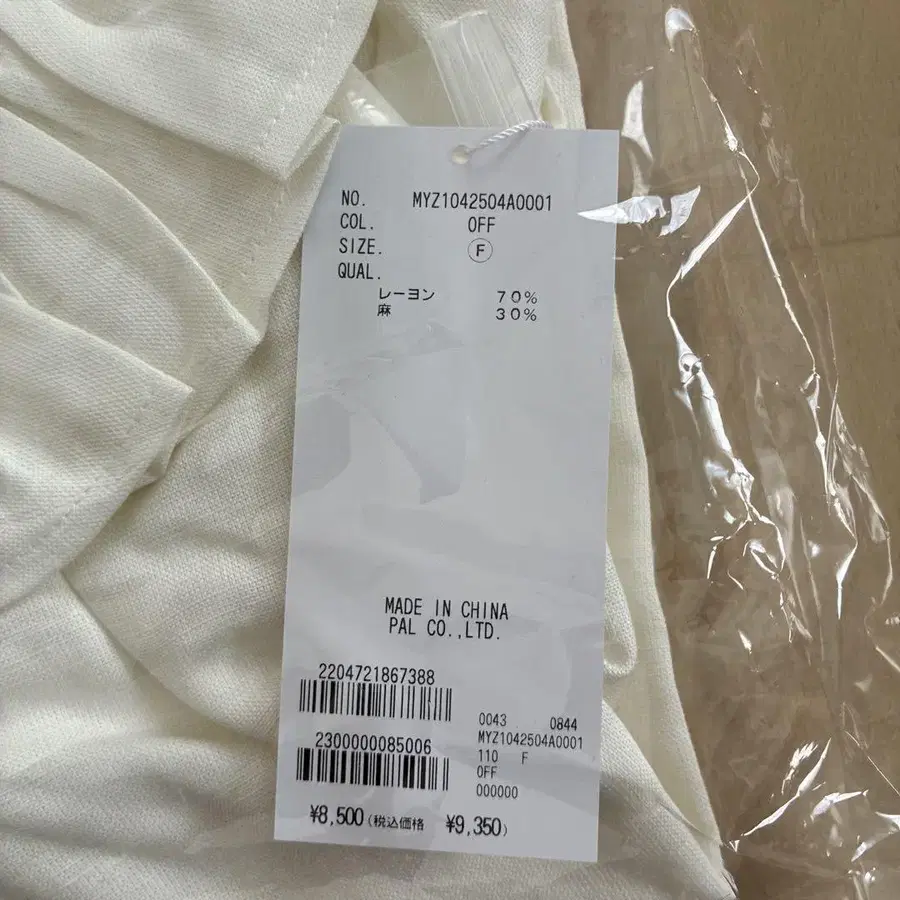 NO. MYZ1042504A0001
COL. OFF
SIZE. F
QUAL.
レーヨン 70%
麻 30%
MADE IN CHINA
PAL CO.,LTD.
2204721867388
2300000085006
0043 0844
MYZ1042504A0001
110 F
OFF
000000
¥8,500(税込価格 ¥9,350)